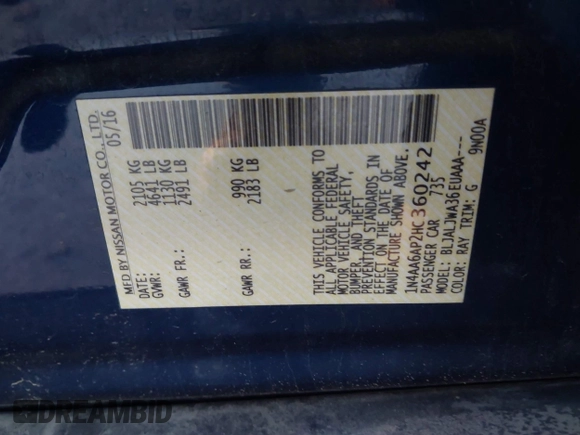 MFD BY NISSAN MOTOR CO., LTD.
DATE: 05/16
GVWR: 2105 KG
4641 LB
GAWR FR: 1130 KG
2491 LB
GAWR RR: 990 KG
2183 LB
THIS VEHICLE CONFORMS TO
ALL APPLICABLE FEDERAL
MOTOR VEHICLE SAFETY,
BUMPER, AND THEFT
PREVENTION STANDARDS IN
EFFECT ON THE DATE OF
MANUFACTURE SHOWN ABOVE.
1N4AA6AP2HC360242
PASSENGER CAR 735
MODEL: BLJALJWA36EUAAA---
COLOR: RAY TRIM: G 9N00A
DREAMBID